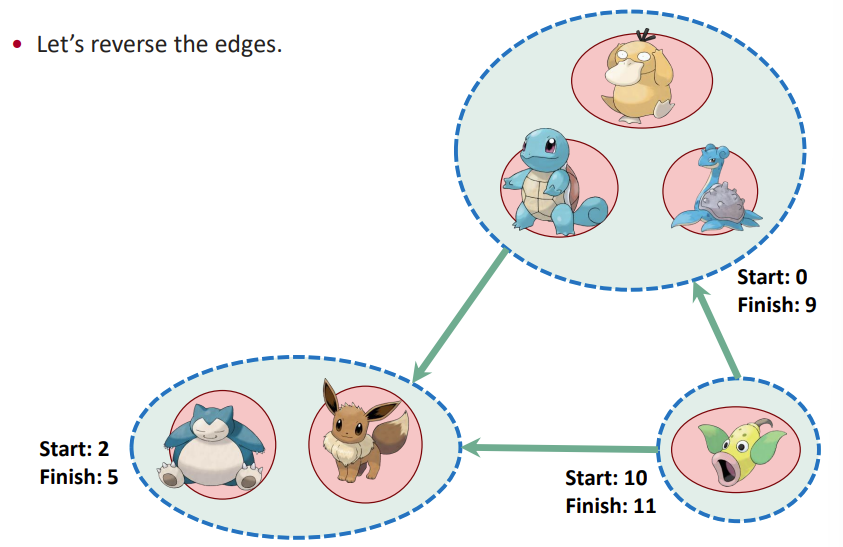 • Let’s reverse the edges.
Start: 0
Finish: 9
Start: 2
Finish: 5
Start: 10
Finish: 11